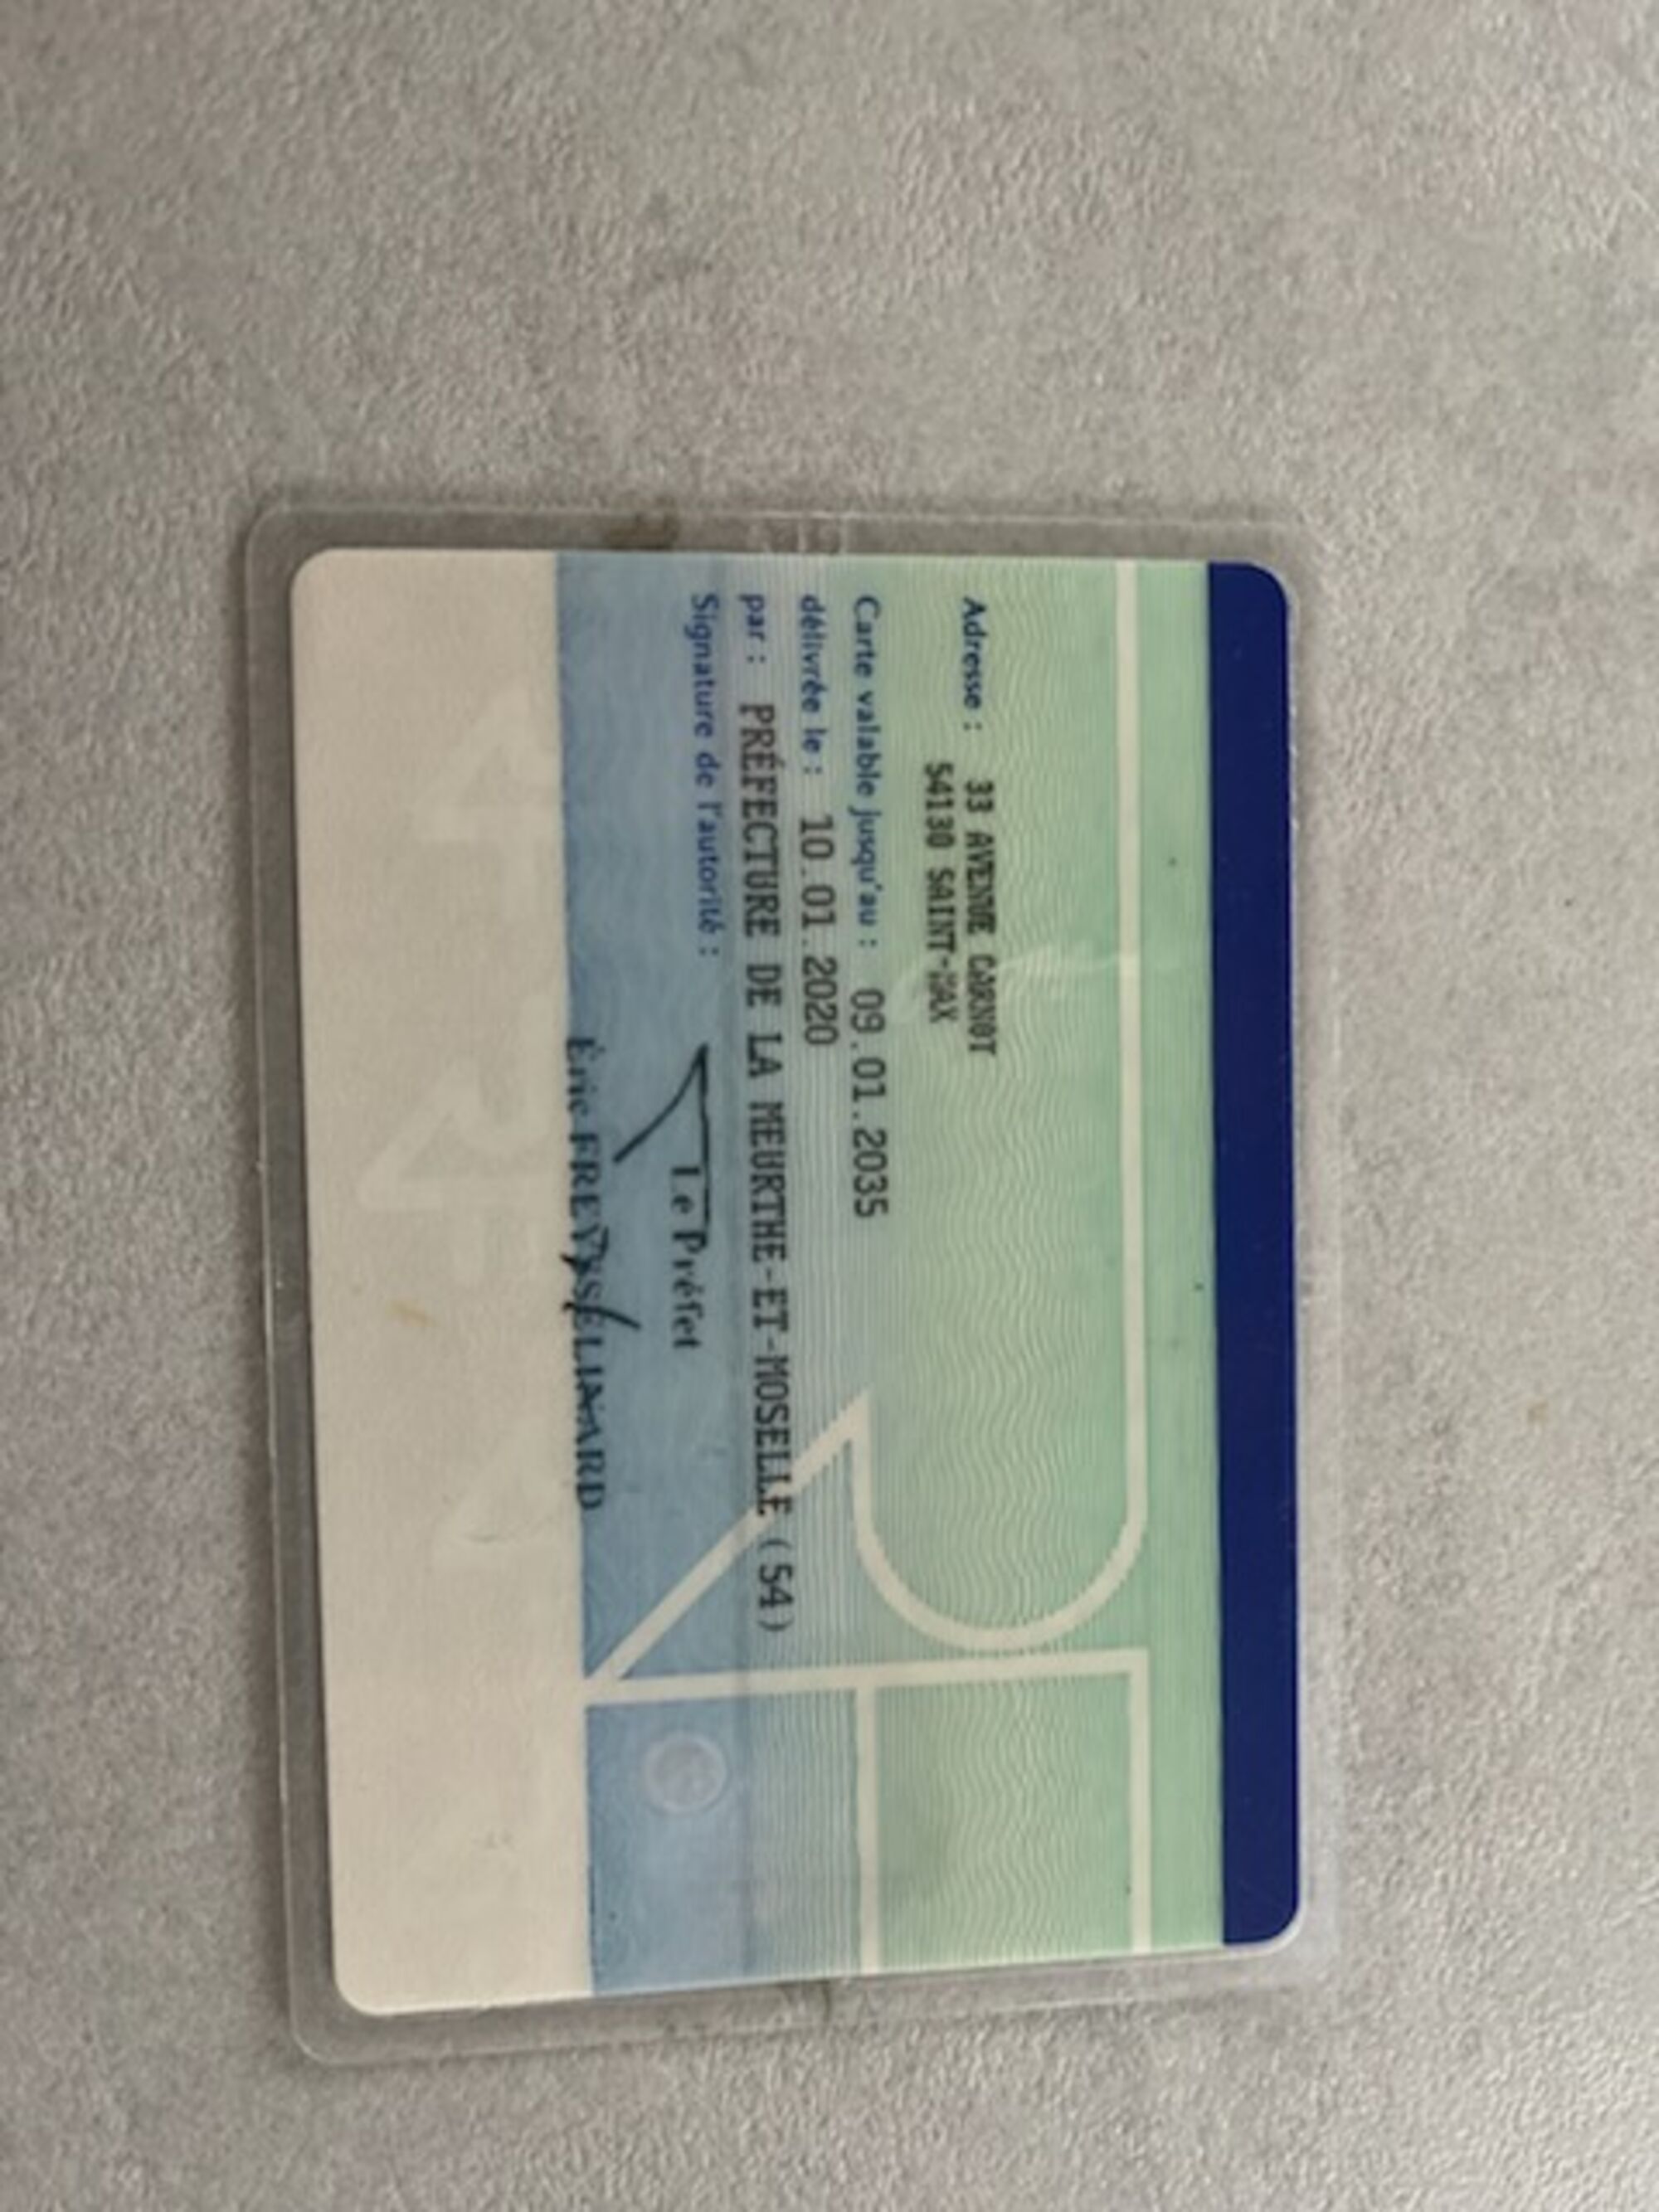 Adresse : 33 AVENUE CARNOT
54130 SAINT-MAX
Carte valable jusqu'au : 09.01.2035
délivrée le : 10.01.2020
par : PRÉFECTURE DE LA MEURTHE-ET-MOSELLE (54)
Signature de l'autorité :
Le Préfet
Éric FREYSSELINARD